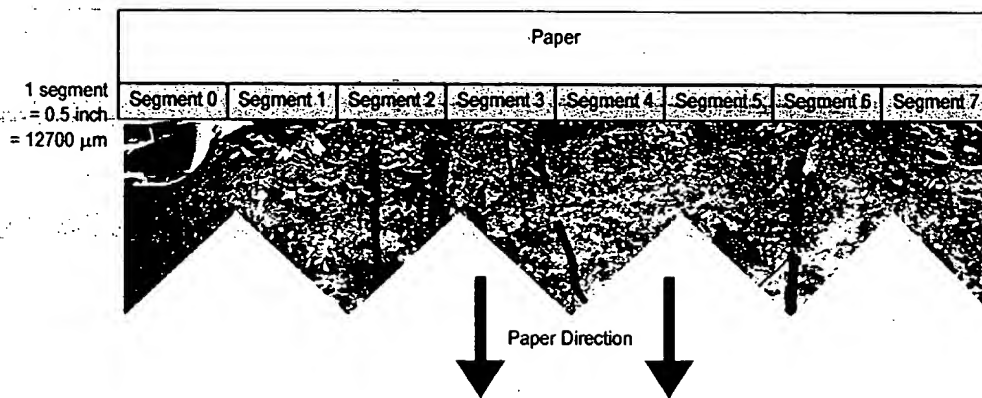 Paper
1 segment
= 0.5 inch
= 12700 μm
Segment 0 Segment 1 Segment 2 Segment 3 Segment 4 Segment 5 Segment 6 Segment 7
Paper Direction